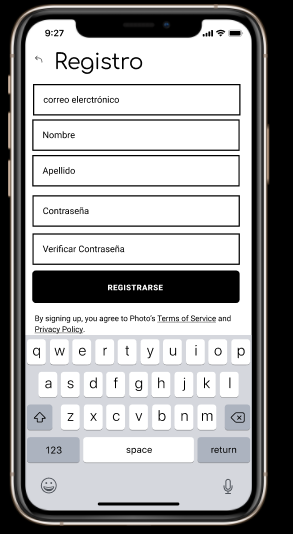 9:27
Registro
correo elerctrónico
Nombre
Apellido
Contraseña
Verificar Contraseña
REGISTRARSE
By signing up, you agree to Photo's Terms of Service and
Privacy Policy.
q w e r t y u i o p
a s d f g h j k l
z x c v b n m
123 space return